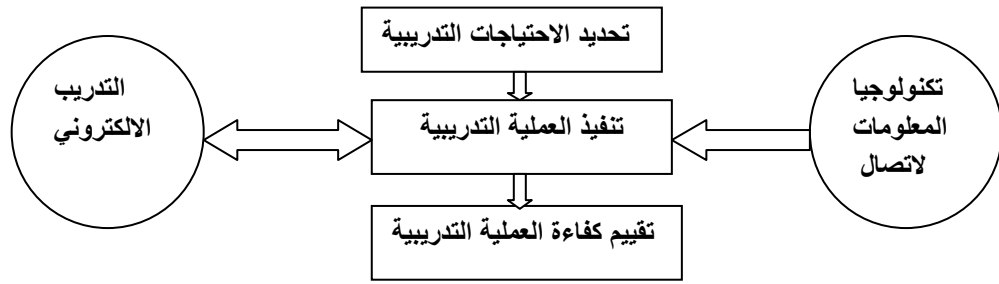 تحديد الاحتياجات التدريبية
تكنولوجيا
المعلومات
لاتصال
تنفيذ العملية التدريبية
التدريب
الالكتروني
تقييم كفاءة العملية التدريبية